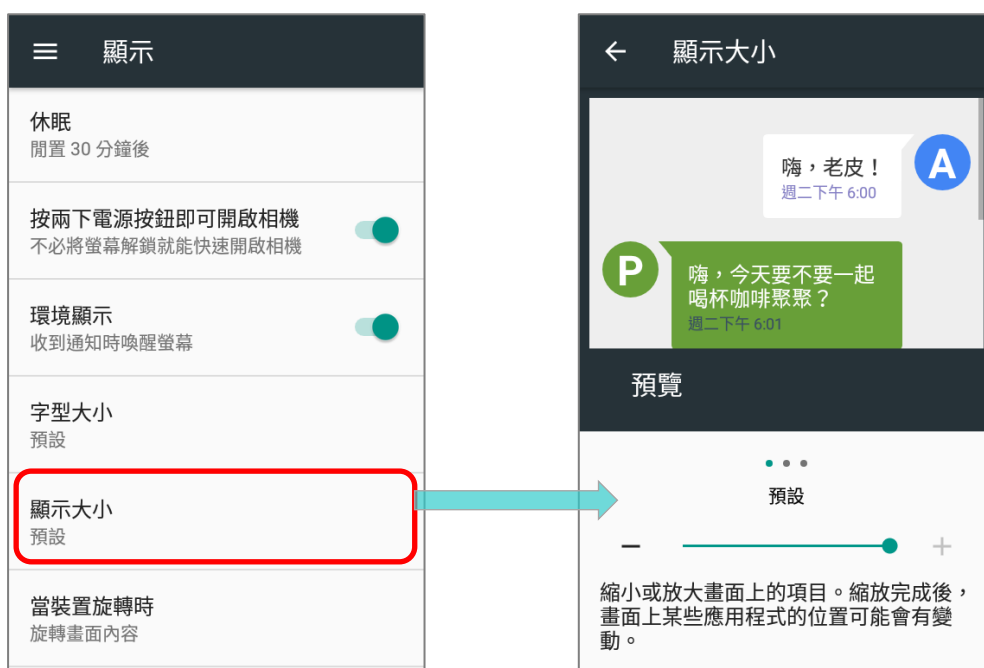 顯示
休眠
閒置 30 分鐘後
按兩下電源按鈕即可開啟相機
不必將螢幕解鎖就能快速開啟相機
環境顯示
收到通知時喚醒螢幕
字型大小
預設
顯示大小
預設
當裝置旋轉時
旋轉畫面內容
顯示大小
嗨，老皮！
週二下午 6:00
A
P
嗨，今天要不要一起
喝杯咖啡聚聚？
週二下午 6:01
預覽
預設
縮小或放大畫面上的項目。縮放完成後，
畫面上某些應用程式的位置可能會有變
動。